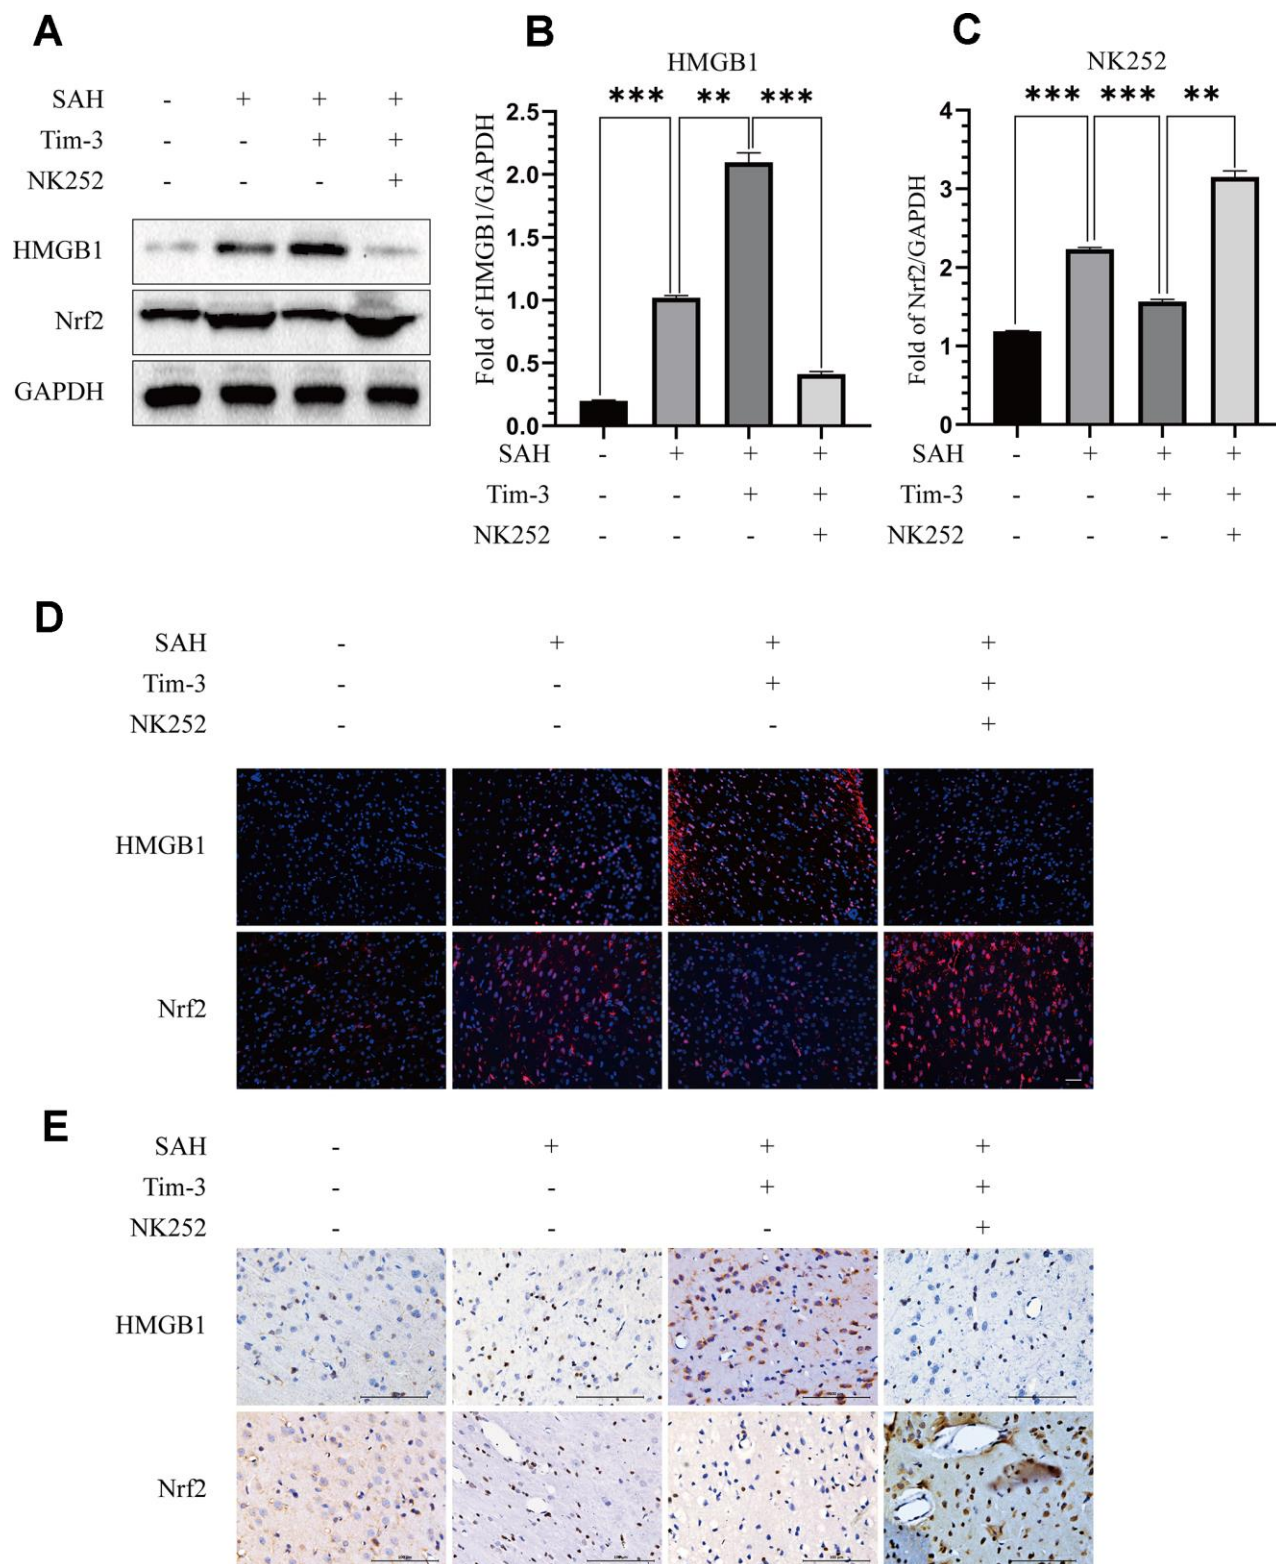 A
SAH - + + +
Tim-3 - - + +
NK252 - - - +
HMGB1
Nrf2
GAPDH
B
HMGB1
*** ** ***
Fold of HMGB1/GAPDH
2.5
2.0
1.5
1.0
0.5
0.0
SAH - + + +
Tim-3 - - + +
NK252 - - - +
C
NK252
*** *** **
Fold of Nrf2/GAPDH
4
3
2
1
0
SAH - + + +
Tim-3 - - + +
NK252 - - - +
D
SAH - + + +
Tim-3 - - + +
NK252 - - - +
HMGB1
Nrf2
E
SAH - + + +
Tim-3 - - + +
NK252 - - - +
HMGB1
Nrf2